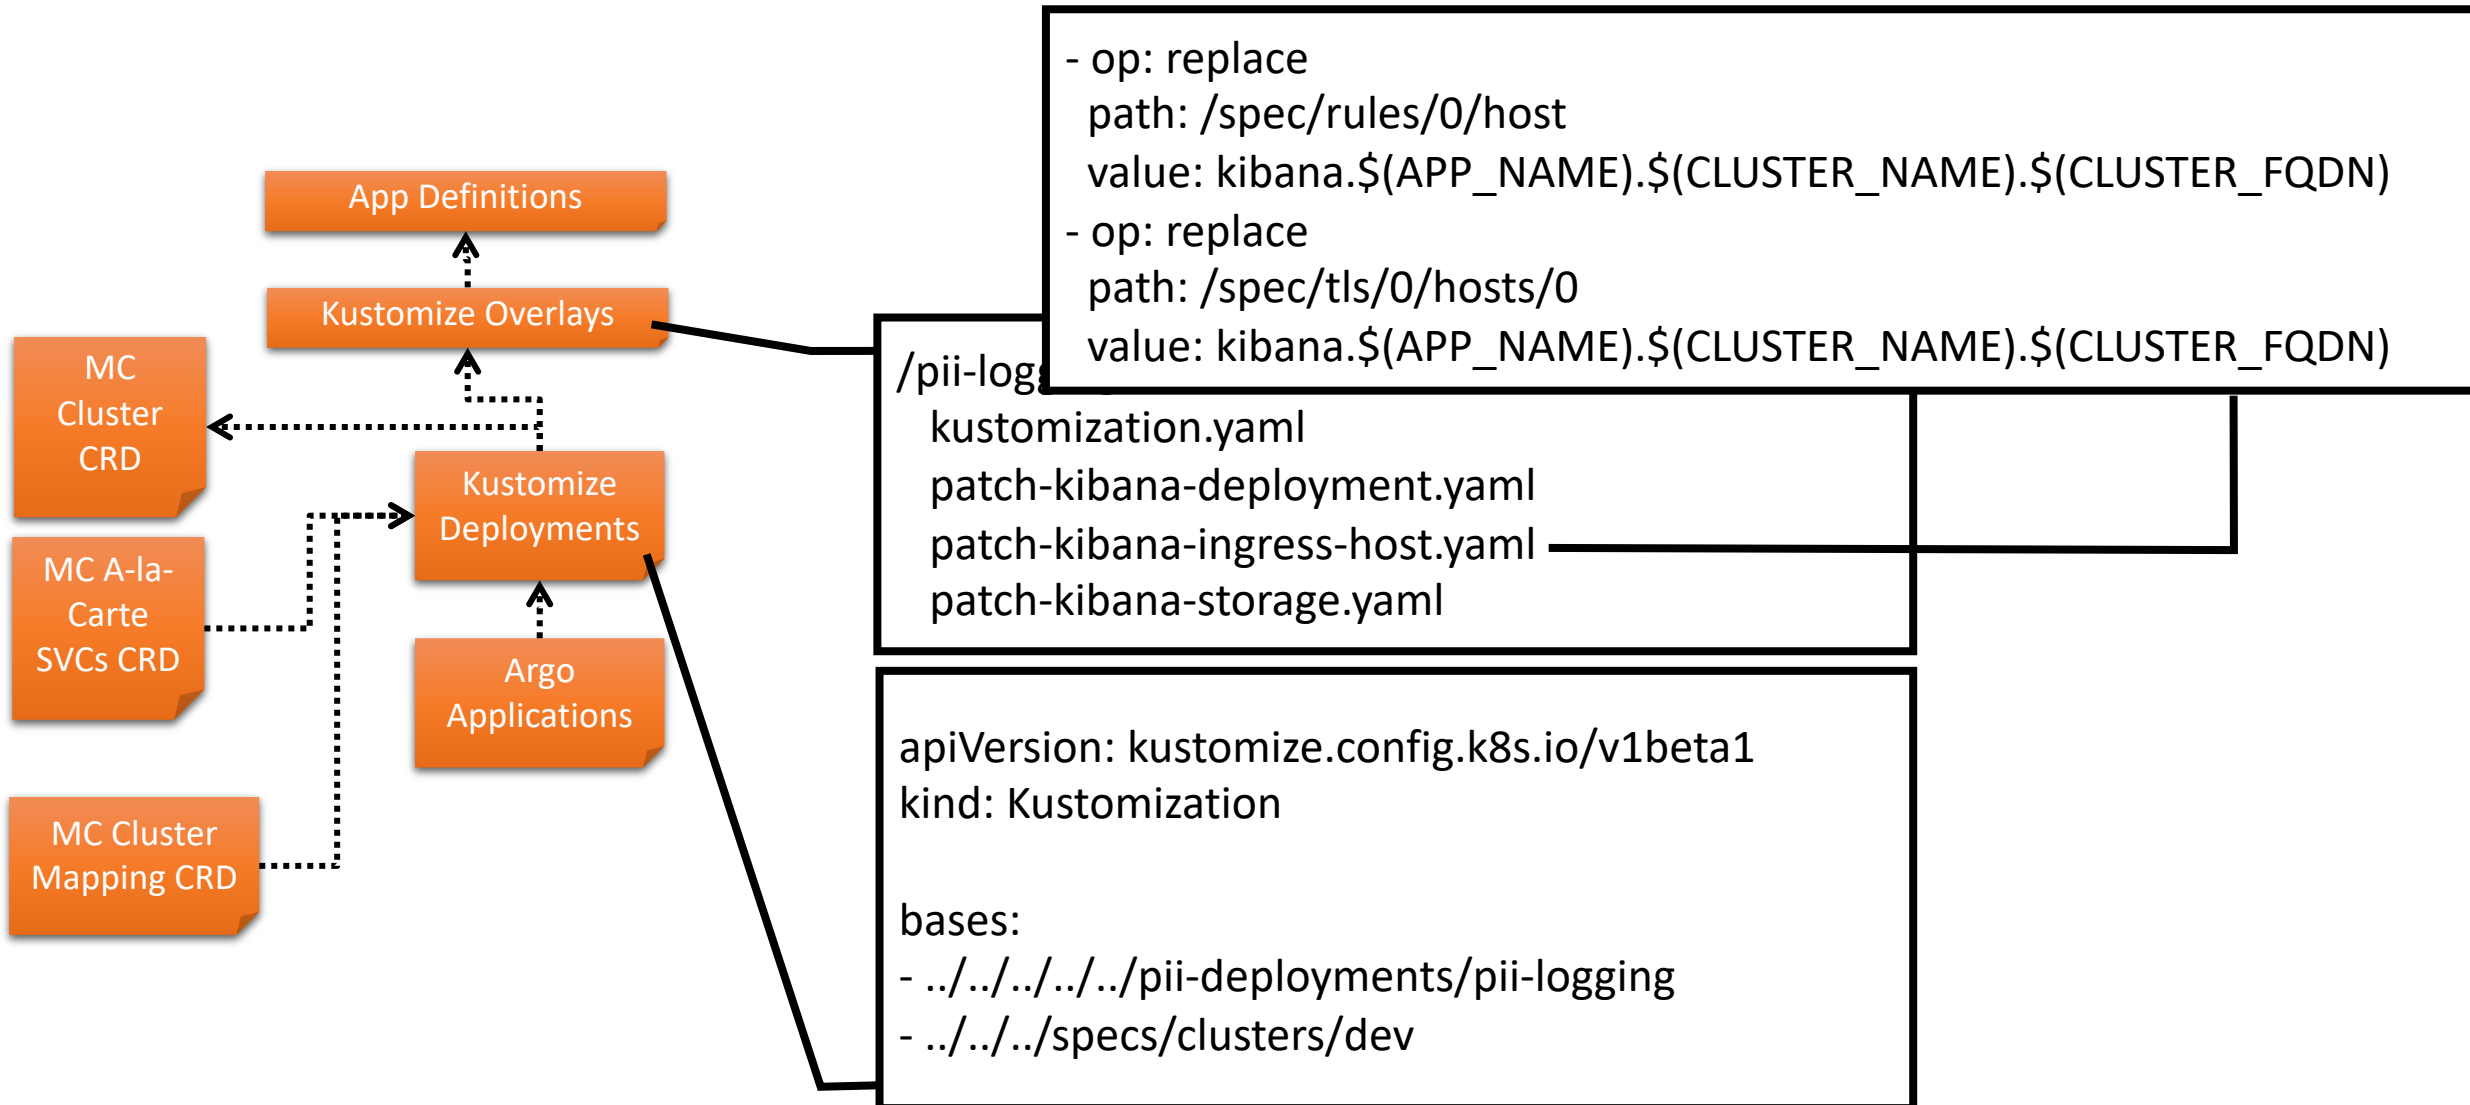 App Definitions
Kustomize Overlays
MC
Cluster
CRD
Kustomize
Deployments
MC A-la-
Carte
SVCs CRD
Argo
Applications
MC Cluster
Mapping CRD
- op: replace
path: /spec/rules/0/host
value: kibana.$(APP_NAME).$(CLUSTER_NAME).$(CLUSTER_FQDN)
- op: replace
path: /spec/tls/0/hosts/0
value: kibana.$(APP_NAME).$(CLUSTER_NAME).$(CLUSTER_FQDN)
kustomization.yaml
patch-kibana-deployment.yaml
patch-kibana-ingress-host.yaml
patch-kibana-storage.yaml
apiVersion: kustomize.config.k8s.io/v1beta1
kind: Kustomization
bases:
- ../../../../../pii-deployments/pii-logging
- ../../../specs/clusters/dev